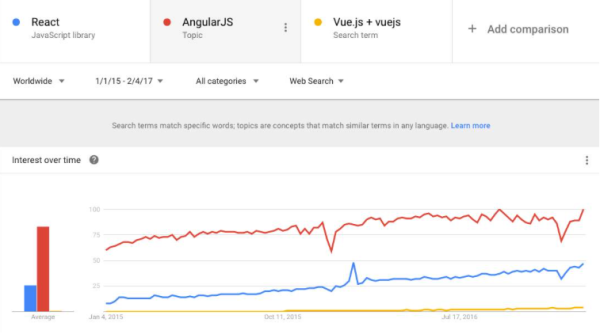 React
JavaScript library
AngularJS
Topic
Vue.js + vuejs
Search term
+ Add comparison
Worldwide
1/1/15 - 2/4/17
All categories
Web Search
Search terms match specific words; topics are concepts that match similar terms in any language. Learn more
Interest over time ?
100
75
50
25
Average
Jan 4, 2015
Oct 11, 2015
Jul 17, 2016